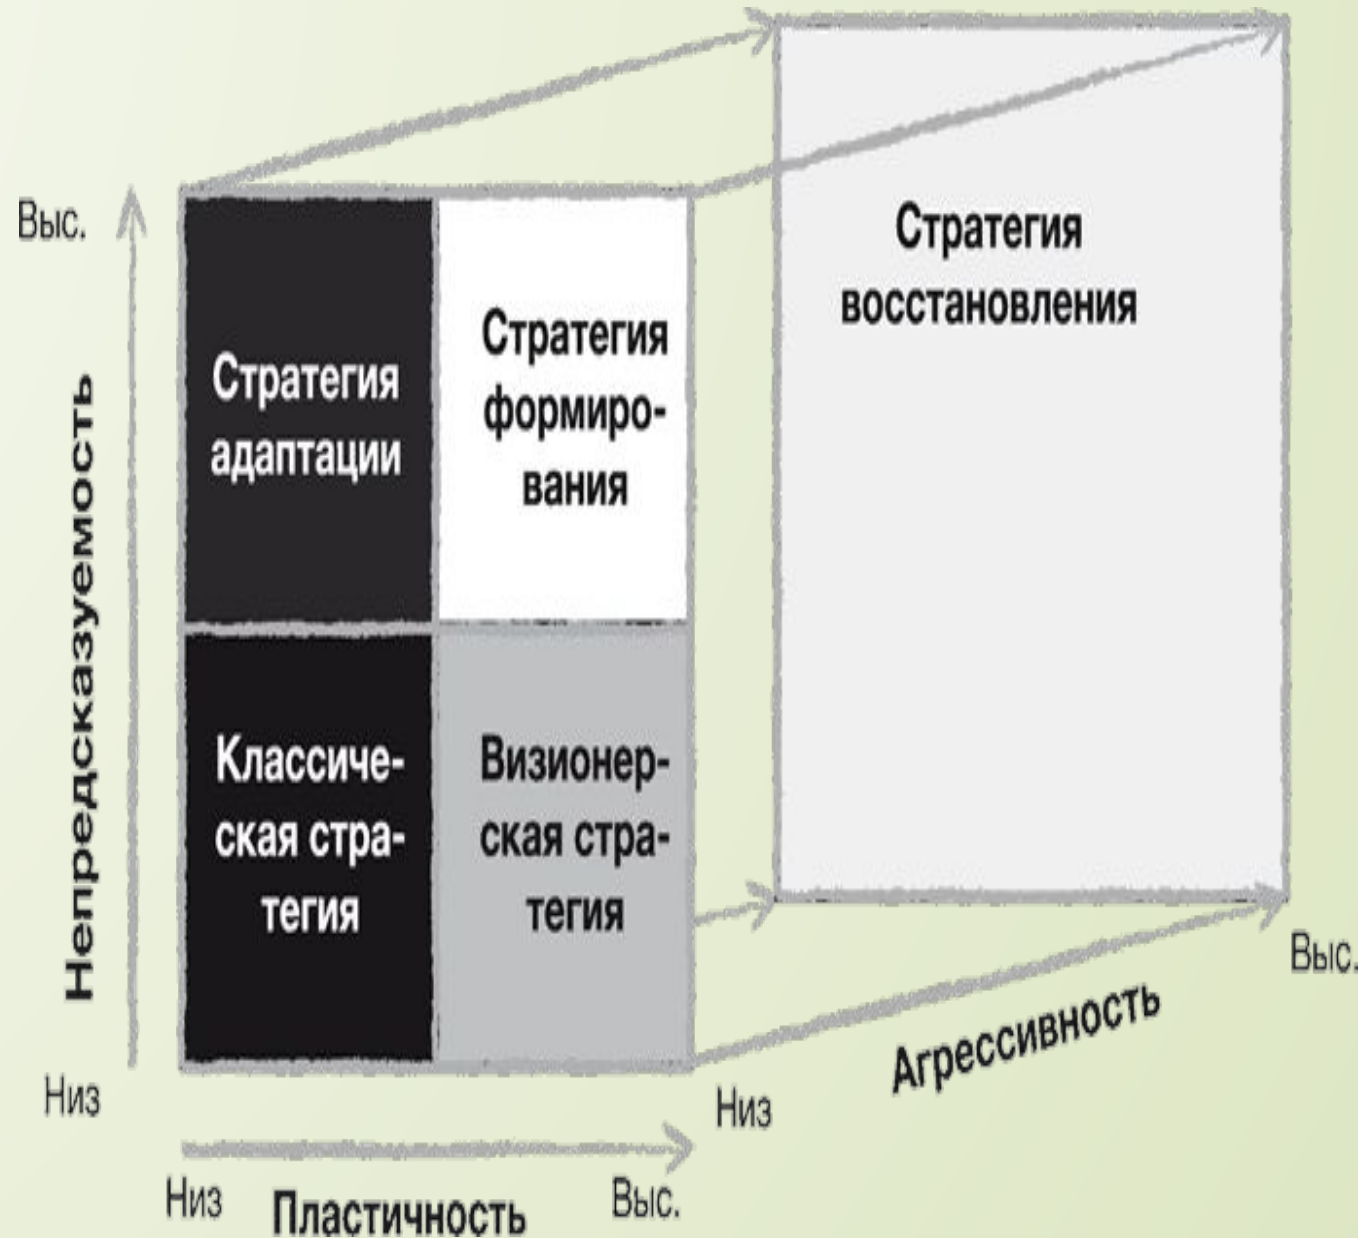 Выс.
Непредсказуемость
Низ
Стратегия
адаптации
Стратегия
формиро-
вания
Классиче-
ская стра-
тегия
Визионер-
ская стра-
тегия
Стратегия
восстановления
Низ
Пластичность
Выс.
Низ
Агрессивность
Выс.